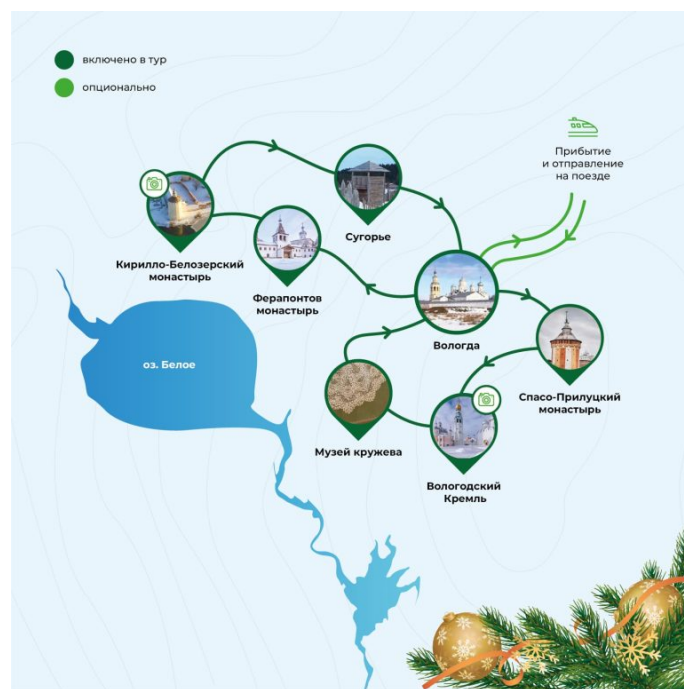 включено в тур
опционально
Прибытие
и отправление
на поезде
Сугорье
Кирилло-Белозерский
монастырь
Ферапонтов
монастырь
Вологда
оз. Белое
Спасо-Прилуцкий
монастырь
Музей кружева
Вологодский
Кремль